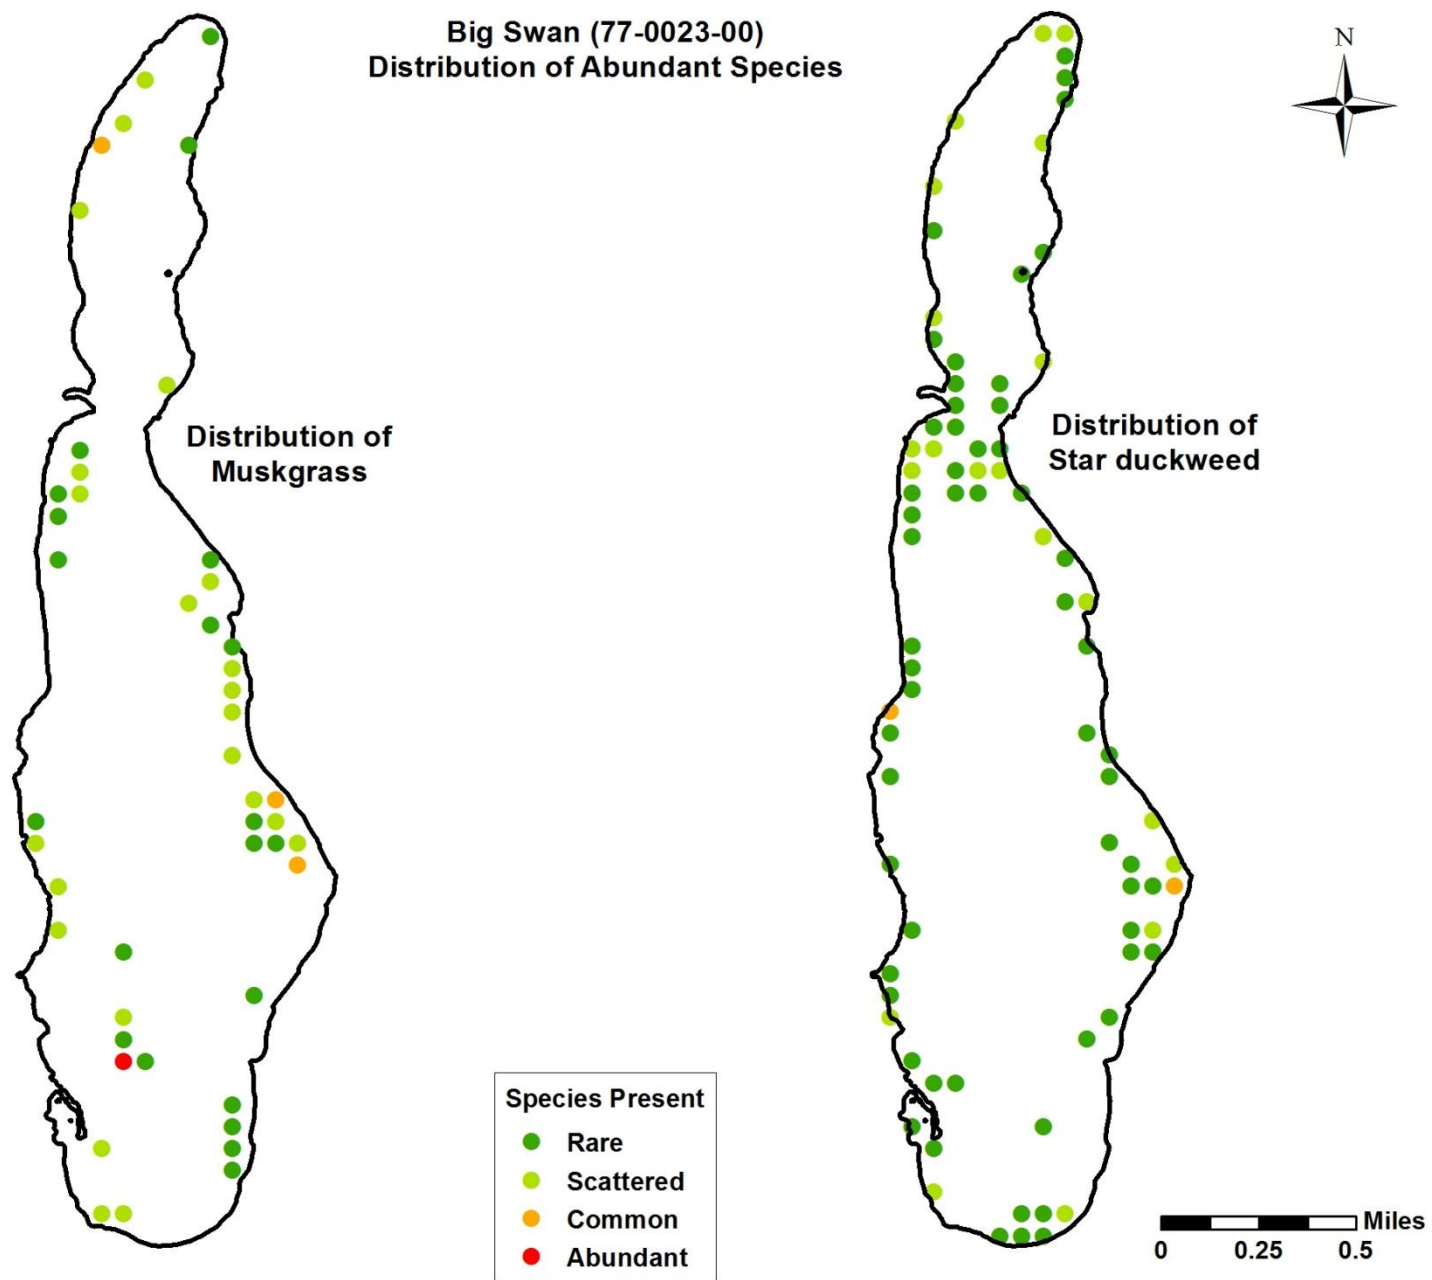 Big Swan (77-0023-00)
Distribution of Abundant Species
N
Distribution of
Muskgrass
Distribution of
Star duckweed
Species Present
Rare
Scattered
Common
Abundant
Miles
0 0.25 0.5